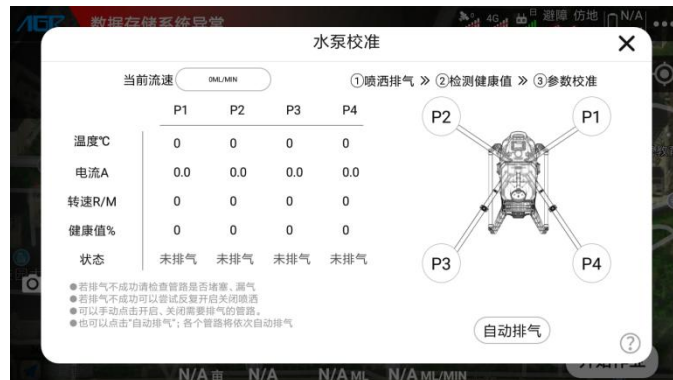 AGR 数据存储系统异常 4G 避障 仿地 N/A
水泵校准
当前流速 0ML/MIN ①喷洒排气 » ②检测健康值 » ③参数校准
P1 P2 P3 P4
温度℃ 0 0 0 0
电流A 0.0 0.0 0.0 0.0
转速R/M 0 0 0 0
健康值% 0 0 0 0
状态 未排气 未排气 未排气 未排气
P2 P1
P3 P4
●若排气不成功请检查管路是否堵塞、漏气
●若排气不成功可以尝试反复开启关闭喷洒
●可以手动点击开启、关闭需要排气的管路。
●也可以点击“自动排气”；各个管路将依次自动排气
自动排气
?
N/A 亩 N/A N/A ML N/A ML/MIN 开始作业